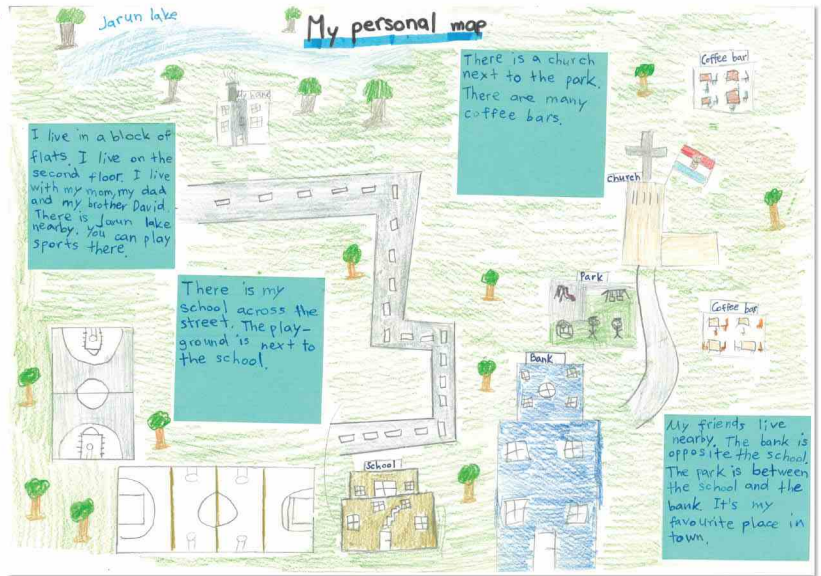 Jarun lake
My personal map
I live in a block of
flats. I live on the
second floor. I live
with my mom, my dad
and my brother David.
There is Jarun lake
nearby. You can play
sports there.
There is a church
next to the park.
There are many
coffee bars.
Coffee bar
Church
There is my
school across the
street. The play-
ground is next to
the school.
Park
Coffee bar
Bank
School
My friends live
nearby. The bank is
opposite the school.
The park is between
the school and the
bank. It's my
favourite place in
town.